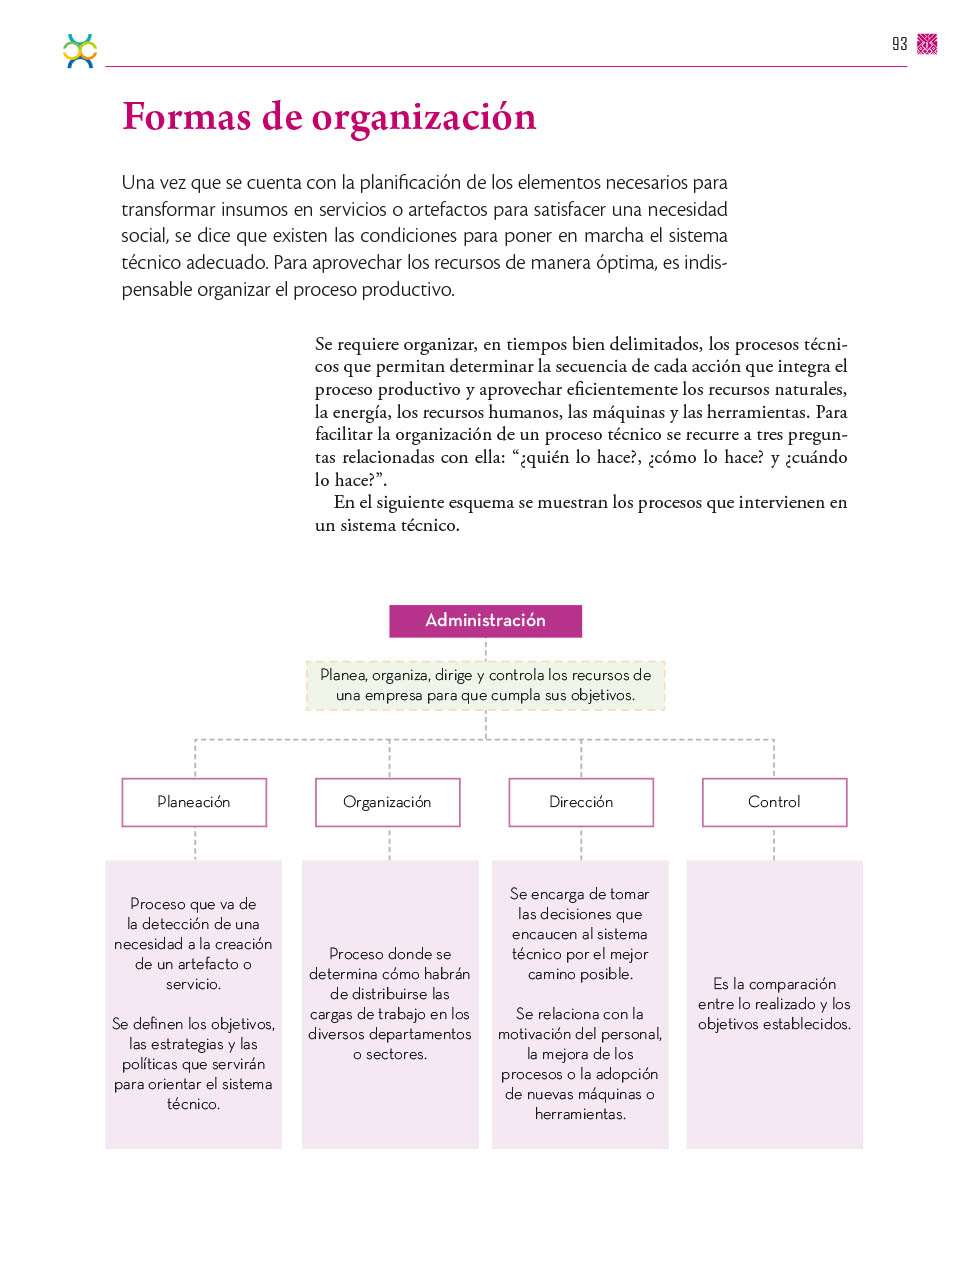 93
Formas de organización
Una vez que se cuenta con la planificación de los elementos necesarios para
transformar insumos en servicios o artefactos para satisfacer una necesidad
social, se dice que existen las condiciones para poner en marcha el sistema
técnico adecuado. Para aprovechar los recursos de manera óptima, es indis-
pensable organizar el proceso productivo.
Se requiere organizar, en tiempos bien delimitados, los procesos técni-
cos que permitan determinar la secuencia de cada acción que integra el
proceso productivo y aprovechar eficientemente los recursos naturales,
la energía, los recursos humanos, las máquinas y las herramientas. Para
facilitar la organización de un proceso técnico se recurre a tres pregun-
tas relacionadas con ella: “¿quién lo hace?, ¿cómo lo hace? y ¿cuándo
lo hace?”.
En el siguiente esquema se muestran los procesos que intervienen en
un sistema técnico.
Administración
Planea, organiza, dirige y controla los recursos de
una empresa para que cumpla sus objetivos.
Planeación
Proceso que va de
la detección de una
necesidad a la creación
de un artefacto o
servicio.
Se definen los objetivos,
las estrategias y las
políticas que servirán
para orientar el sistema
técnico.
Organización
Proceso donde se
determina cómo habrán
de distribuirse las
cargas de trabajo en los
diversos departamentos
o sectores.
Dirección
Se encarga de tomar
las decisiones que
encaucen al sistema
técnico por el mejor
camino posible.
Se relaciona con la
motivación del personal,
la mejora de los
procesos o la adopción
de nuevas máquinas o
herramientas.
Control
Es la comparación
entre lo realizado y los
objetivos establecidos.